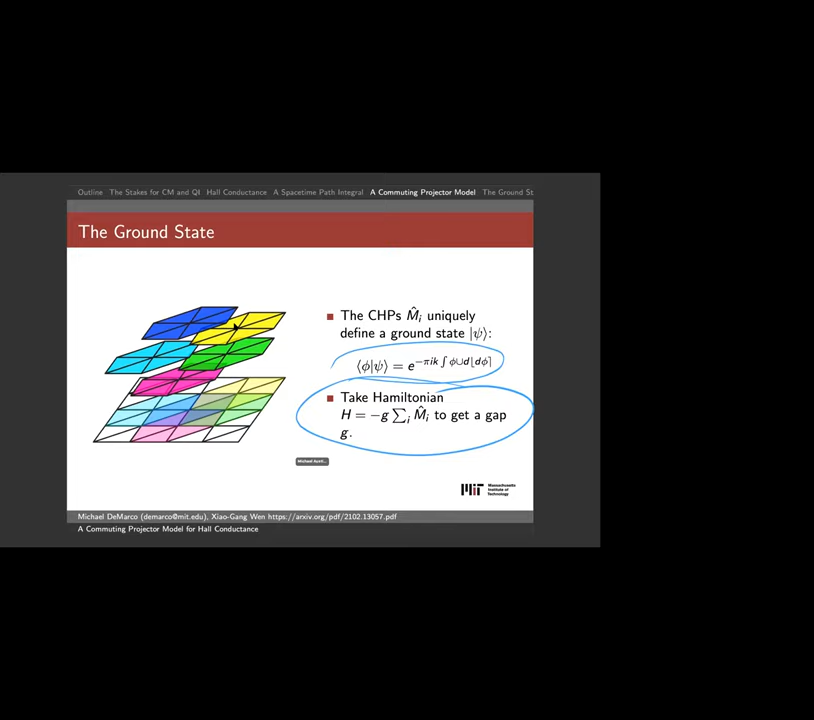 Outline The Stakes for CM and QI Hall Conductance A Spacetime Path Integral A Commuting Projector Model The Ground St
The Ground State
The CHPs M̂ᵢ uniquely
define a ground state |ψ⟩:
⟨ϕ|ψ⟩ = e^{−πik ∫ ϕ∪d⌊dϕ⌉}
Take Hamiltonian
H = −g ∑ᵢ M̂ᵢ to get a gap
g.
MIT Massachusetts
Institute of
Technology
Michael DeMarco (demarco@mit.edu), Xiao-Gang Wen https://arxiv.org/pdf/2102.13057.pdf
A Commuting Projector Model for Hall Conductance